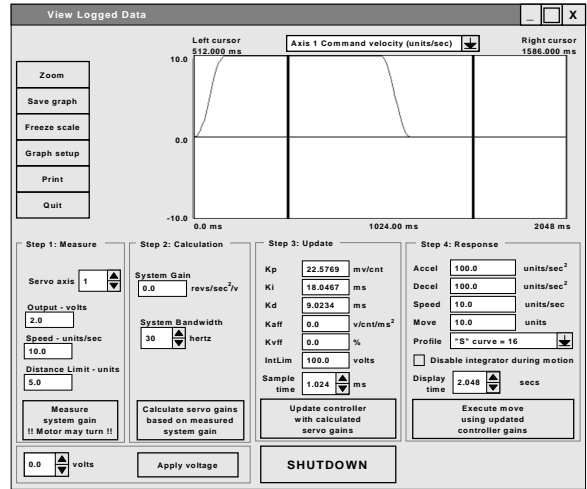 View Logged Data
_ X
Left cursor
512.000 ms
Axis 1 Command velocity (units/sec)
Right cursor
1586.000 ms
Zoom
Save graph
Freeze scale
Graph setup
Print
Quit
10.0
0.0
-10.0
0.0 ms 1024.00 ms 2048 ms
Step 1: Measure
Servo axis 1
Output - volts
2.0
Speed - units/sec
10.0
Distance Limit - units
5.0
Measure
system gain
!! Motor may turn !!
Step 2: Calculation
System Gain
0.0 revs/sec²/v
System Bandwidth
30 hertz
Calculate servo gains
based on measured
system gain
Step 3: Update
Kp 22.5769 mv/cnt
Ki 18.0467 ms
Kd 9.0234 ms
Kaff 0.0 v/cnt/ms²
Kvff 0.0 %
IntLim 100.0 volts
Sample
time 1.024 ms
Update controller
with calculated
servo gains
Step 4: Response
Accel 100.0 units/sec²
Decel 100.0 units/sec²
Speed 10.0 units/sec
Move 10.0 units
Profile "S" curve = 16
Disable integrator during motion
Display
time 2.048 secs
Execute move
using updated
controller gains
0.0 volts
Apply voltage
SHUTDOWN